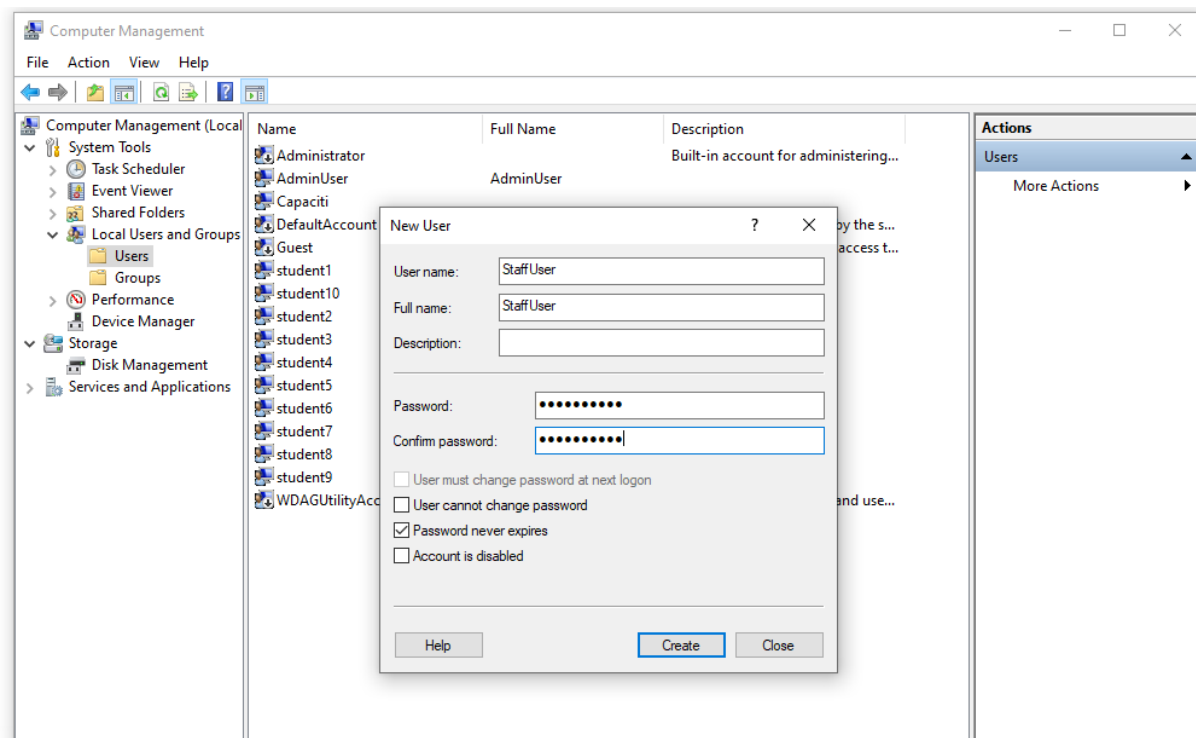 Computer Management
File Action View Help
Computer Management (Local
System Tools
Task Scheduler
Event Viewer
Shared Folders
Local Users and Groups
Users
Groups
Performance
Device Manager
Storage
Disk Management
Services and Applications
Name Full Name Description
Administrator Built-in account for administering...
AdminUser AdminUser
Capaciti
DefaultAccount by the s...
Guest access t...
student1
student10
student2
student3
student4
student5
student6
student7
student8
student9
WDAGUtilityAcc and use...
New User ?
User name: StaffUser
Full name: StaffUser
Description:
Password: ••••••••••
Confirm password: ••••••••••
User must change password at next logon
User cannot change password
Password never expires
Account is disabled
Help Create Close
Actions
Users
More Actions